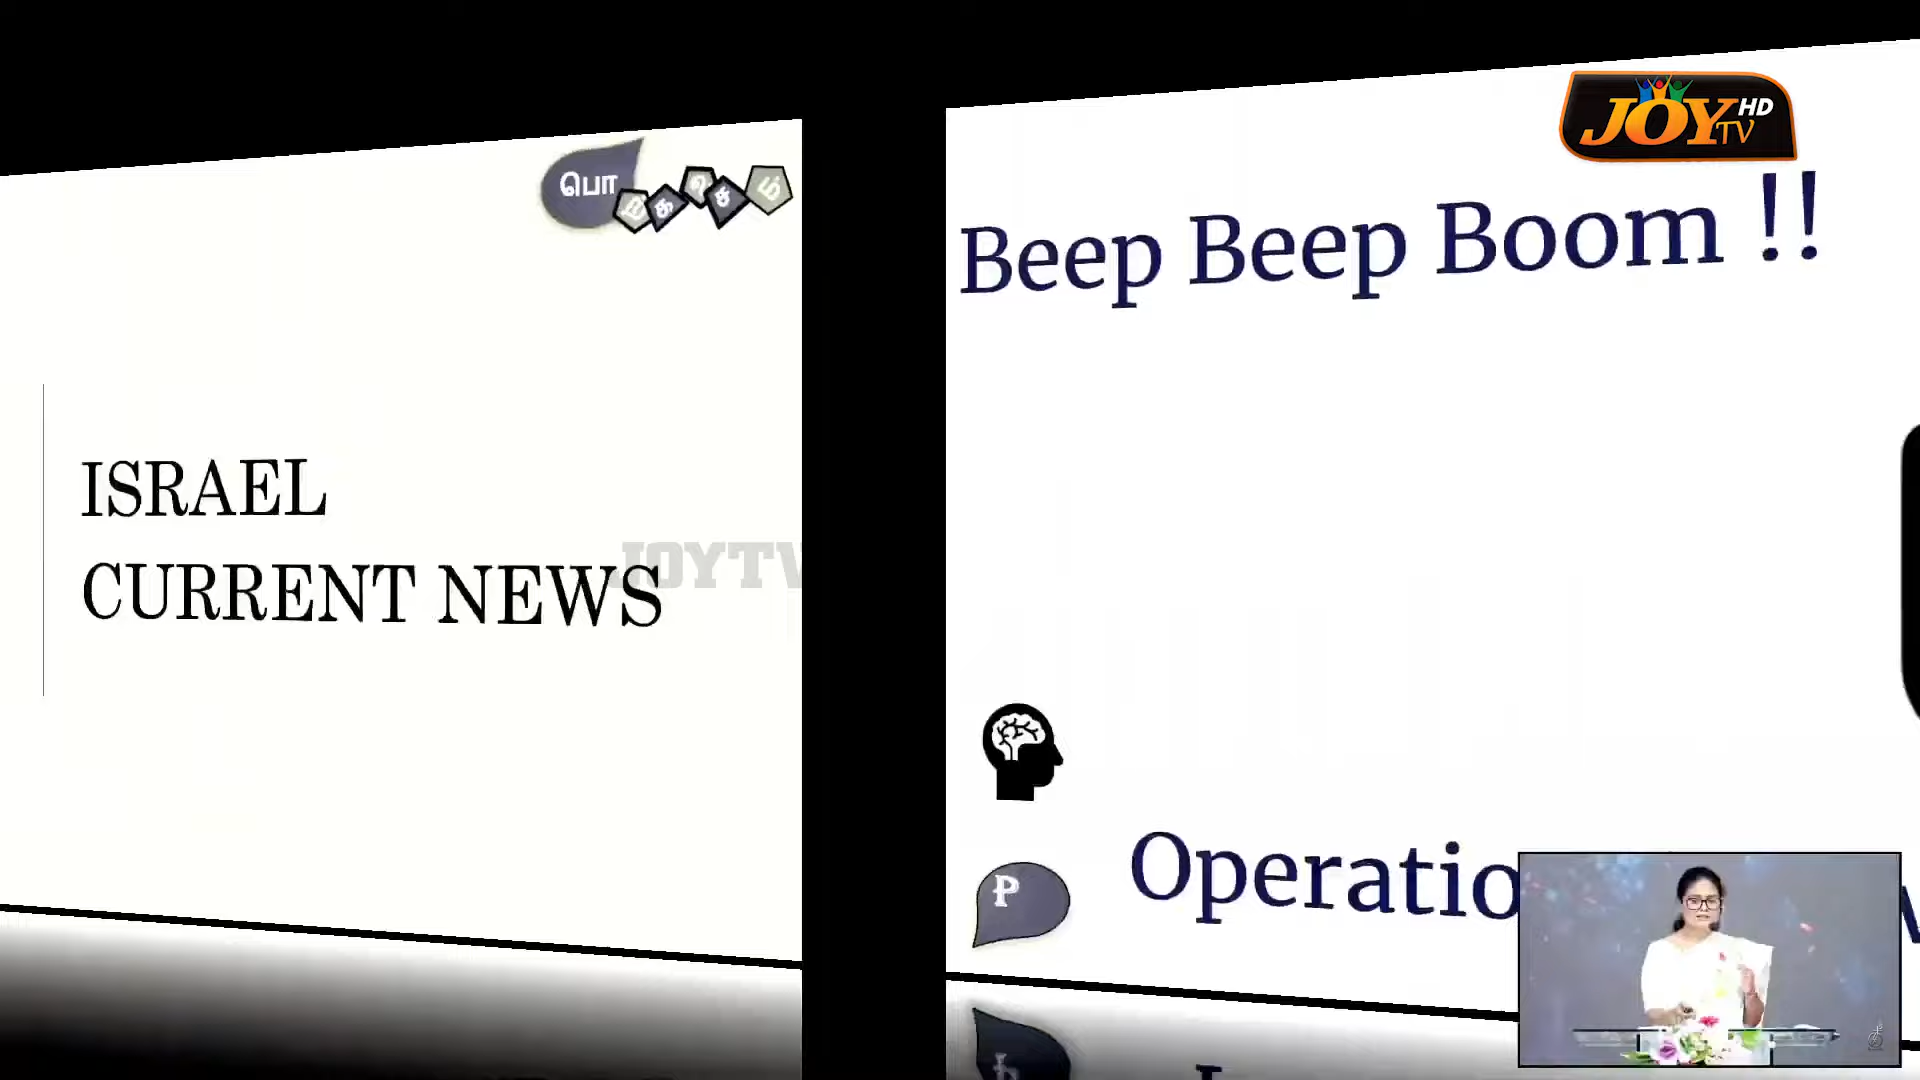 JOY TV HD
பொ
ISRAEL
CURRENT NEWS
JOYTV
Beep Beep Boom !!
P
Operatio